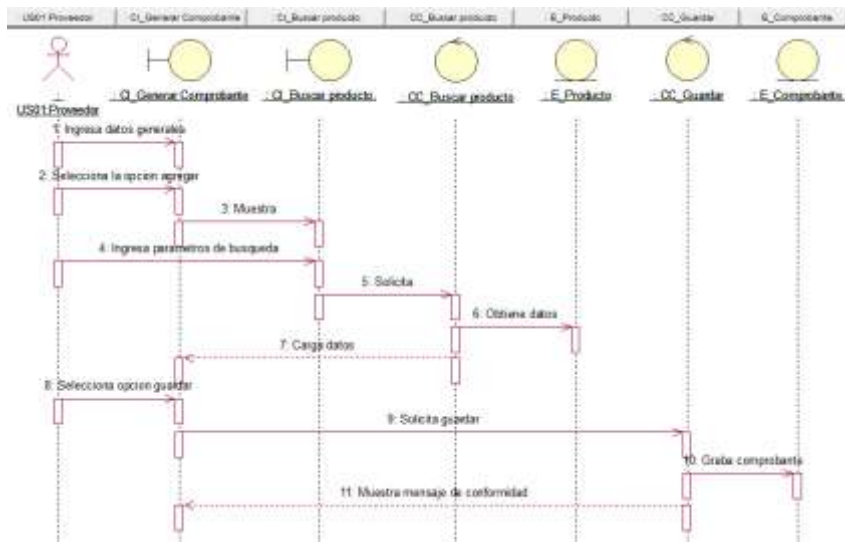 US01 Proveedor
CI_Generar Comprobante
CI_Buscar producto
CC_Buscar producto
E_Producto
CC_Guardar
E_Comprobante
:
US01:Proveedor
: CI_Generar Comprobante
: CI_Buscar producto
: CC_Buscar producto
: E_Producto
: CC_Guardar
: E_Comprobante
1: Ingresa datos generales
2: Selecciona la opcion agregar
3: Muestra
4: Ingresa parametros de busqueda
5: Solicita
6: Obtiene datos
7: Carga datos
8: Selecciona opcion guardar
9: Solicita guardar
10: Graba comprobante
11: Muestra mensaje de conformidad